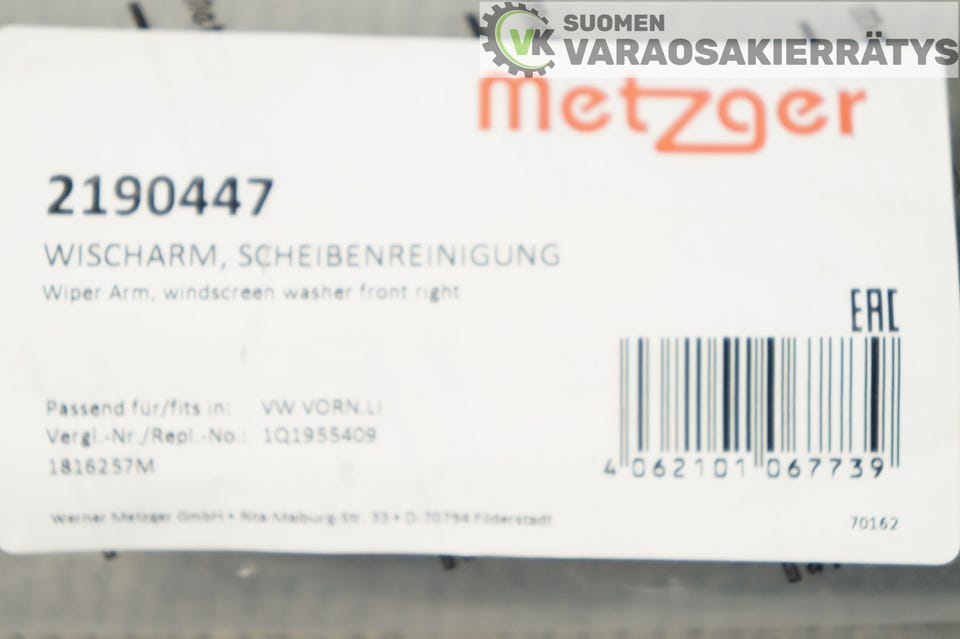 SUOMEN
VK VARAOSAKIERRÄTYS
metzger
2190447
WISCHARM, SCHEIBENREINIGUNG
Wiper Arm, windscreen washer front right
EAC
Passend für/fits in: VW VORN.LI
Vergl.-Nr./Repl.-No.: 1Q1955409
1816257M
4 062101 067739
Werner Metzger GmbH • Rita-Maiburg-Str. 33 • D-70794 Filderstadt
70162